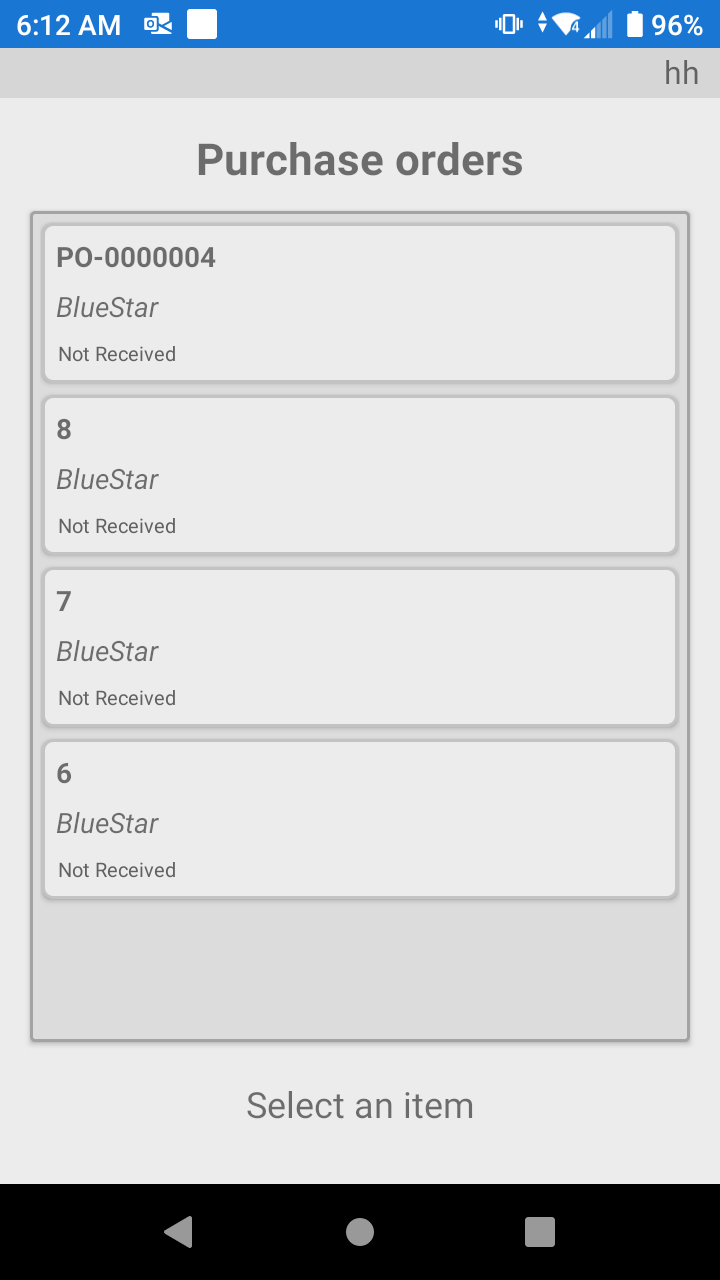 6:12 AM
96%
hh
Purchase orders
PO-0000004
BlueStar
Not Received
8
BlueStar
Not Received
7
BlueStar
Not Received
6
BlueStar
Not Received
Select an item